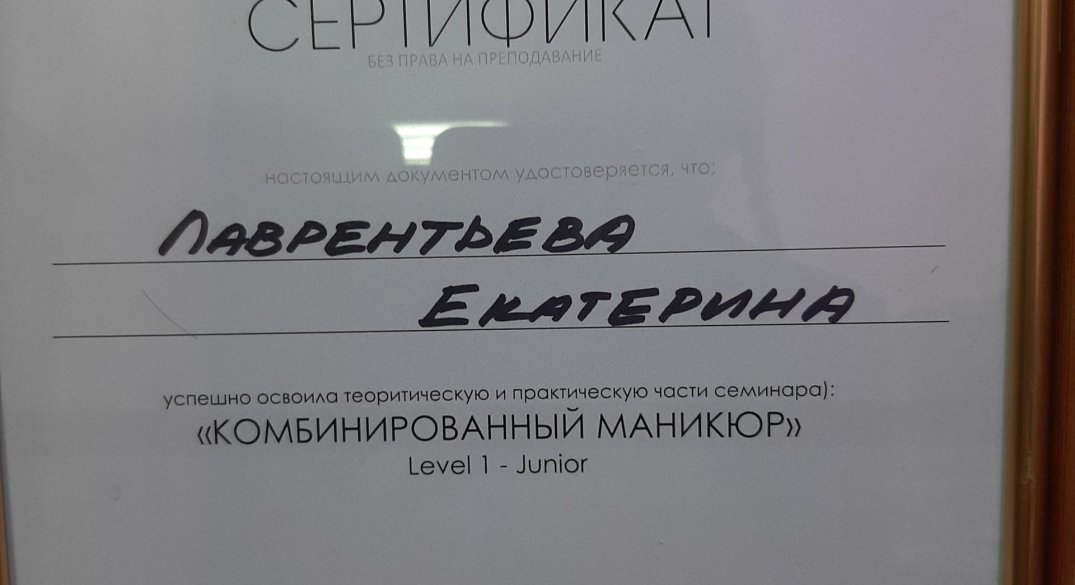 СЕРТИФИКАТ
БЕЗ ПРАВА НА ПРЕПОДАВАНИЕ
настоящим документом удостоверяется, что:
ЛАВРЕНТЬЕВА
ЕКАТЕРИНА
успешно освоила теоритическую и практическую части семинара):
«КОМБИНИРОВАННЫЙ МАНИКЮР»
Level 1 - Junior